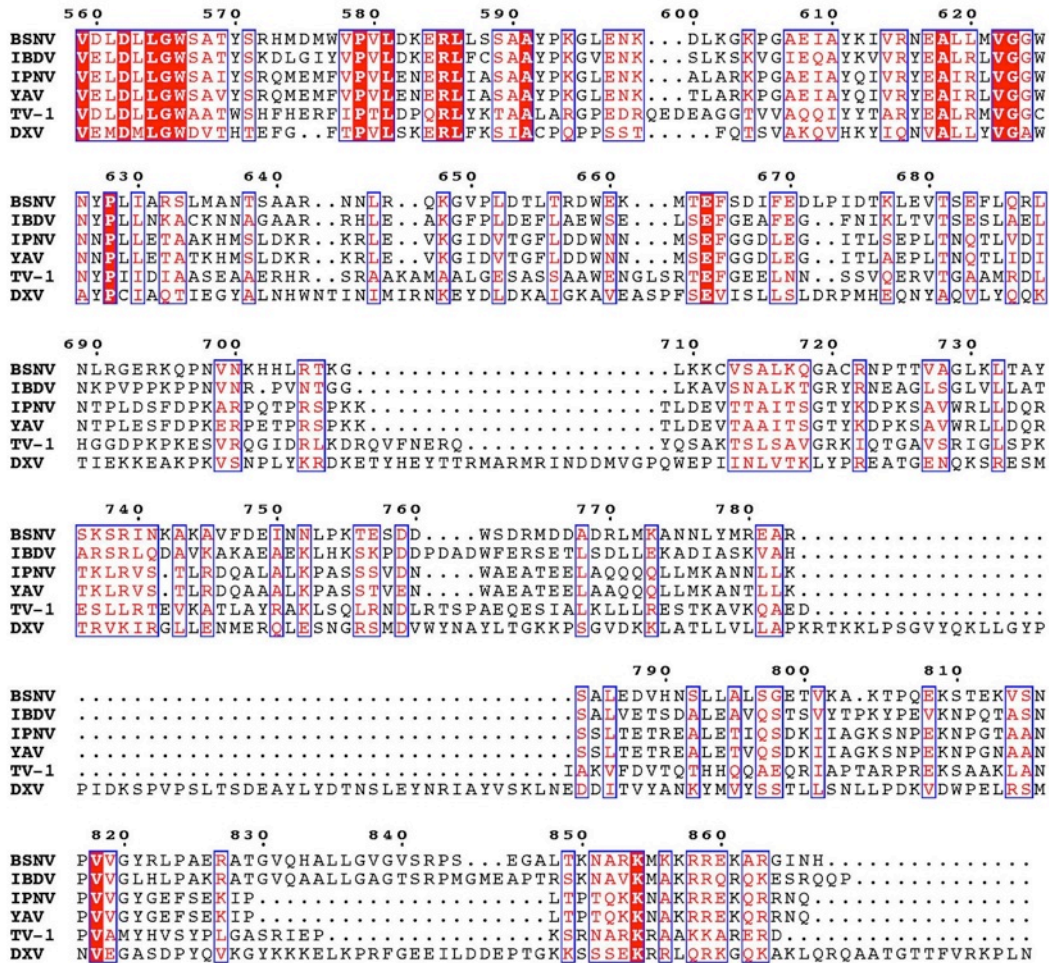 560 570 580 590 600 610 620
BSNV VDLDLLGWSATYSRHMDMWVPVLDKERLLSSAAYPKGLENK...DLKGKPGAEIAYKIVRNEALLMVGGW
IBDV VELDLLGWSATYSKDLGIYVPVLDKERLFCSAAYPKGVENK...SLKSKVGIEQAYKVVRYEALRLVGGW
IPNV VELDLLGWSAIYSRQMEMFVPVLENERLIASAAYPKGLENK...ALARKPGAEIAYQIVRYEAIRLVGGW
YAV VELDLLGWSAVYSRQMEMFVPVLENERLIASAAYPKGLENK...TLARKPGAEIAYQIVRYEAIRLVGGW
TV-1 VEMDLLGWAATWSHFHERFIPTLDPQRLYKTAALARGPEDRQEDEAGGTVVAQQIYYTARYEALRMVGGC
DXV VEMDMLGWDVTHTEFG..FTPVLSKERLFKSIACPQPPSST....FQTSVAKQVHKYIQNVALLYVGAW
630 640 650 660 670 680
BSNV NYPLIARSLMANTSAAR.NNLR..QKGVPLDTLTRDWEK...MTEFSDIFEDLPIDTKLEVTSEFLQRL
IBDV NYPLLNKACKNNAGAAR.RHLE..AKGFPLDEFLAEWSE...LSEFGEAFEG..FNIKLTVTSESLAEL
IPNV NNPLLETAAKHMSLDKR.KRLE..VKGIDVTGFLDDWNN...MSEFGGDLEG..ITLSEPLTNQTLVDI
YAV NNPLLETATKHMSLDKR.KRLE..VKGIDVTGFLDDWNN...MSEFGGDLEG..ITLAEPLTNQTLIDI
TV-1 NYPIDIAASEAAERHR.SRAAKAMAALGESASSAAWENGLSRTEFGEELNN..SSVQERVTGAAMRDL
DXV AYPCIAQTIEGYALNHWNTINIMIRNKEYDLDKAIGKAVEASPFSEVISLLSLDRPMHEQNYAQVLYQQK
690 700 710 720 730
BSNV NLRGERKQPNVNKHHLRTKG.........................LKKCVSALKQGACRNPTTVAGLKLTAY
IBDV NKPVPPKPPNVNR.PVNTGG.........................LKAVSNALKTGRYRNEAGLSGLVLLAT
IPNV NTPLDSFDPKARPQTPRSPKK......................TLDEVTTAITSGTYKDPKSAVWRLLDQR
YAV NTPLESFDPKERPETPRSPKK......................TLDEVTAAITSGTYKDPKSAVWRLLDQR
TV-1 HGGDPKPKESVRQGIDRLKDRQVFNERQ..............YQSAKTSLSAVGRKIQTGAVSRIGLSPK
DXV TIEKKEAKPKVSNPLYKRDKETYHEYTTRMARMRINDDMVGPQWEPIINLVTKLYPREATGENQKSRESM
740 750 760 770 780
BSNV SKSRINKAKAVFDEINNLPKTESDD....WSDRMDDADRLMKANNLYMREAR..................
IBDV ARSRLQDAVKAKAEAEKLHKSKPDDPDADWFERSETLSDLLEKADIASKVAH..................
IPNV TKLRVS.TLRDQALALKPASSSVDN....WAEATEELAQQQQLLMKANNLLK..................
YAV TKLRVS.TLRDQAAALKPASSTVEN....WAEATEELAAQQQLLMKANNLLK..................
TV-1 ESLLRTEVKATLAYRAKLSQLRNDLRTSPAEQESIALKLLLRESTKAVKQAED.................
DXV TRVKIRGLLENMERQLESNGRSMDVWYNAYLTGKKPSGVDKKLATLLVLLAPKRTKKLPSGVYQKLLGYP
790 800 810
BSNV ....................................SALEDVHNSLLALSGETVKA.KTPQEKSTEKVSN
IBDV ....................................SALVETSDALEAVQSTSVYTPKYPEVKNPQTASN
IPNV ....................................SSLTETREALETIQSDKIIAGKSNPEKNPGTAAN
YAV ....................................SSLTETREALETVQSDKIIAGKSNPEKNPGNAAN
TV-1 ...................................IAKVFDVTQTHHQQAEQRIAPTARPREKSAAKLAN
DXV PIDKSPVPSLTSDEAYLYDTNSLEYNRIAYVSKLNEDDITVYANKYMVYSSTLLSNLLPDKVDWPELRSM
820 830 840 850 860
BSNV PVVGYRLPAERATGVQHALLGVGVSRPS...EGALTKNARKMKKRREKARGINH................
IBDV PVVGLHLPAKRATGVQAALLGAGTSRPMGMEAPTRSKNAVKMAKRRQRQKESRQQP..............
IPNV PVVGYGEFSEKIP......................LTPTQKKNAKRREKQRRNQ................
YAV PVVGYGEFSEKIP......................LTPTQKKNAKRREKQRRNQ................
TV-1 PVAMYHVSYPLGASRIEP.................KSRNARKRAAKKARERD..................
DXV NVEGASDPYQVKGYKKKELKPRFGEEILDDEPTGKKSSSEKRRLQRKGQKAKLQRQAATGTTFVRKPLN